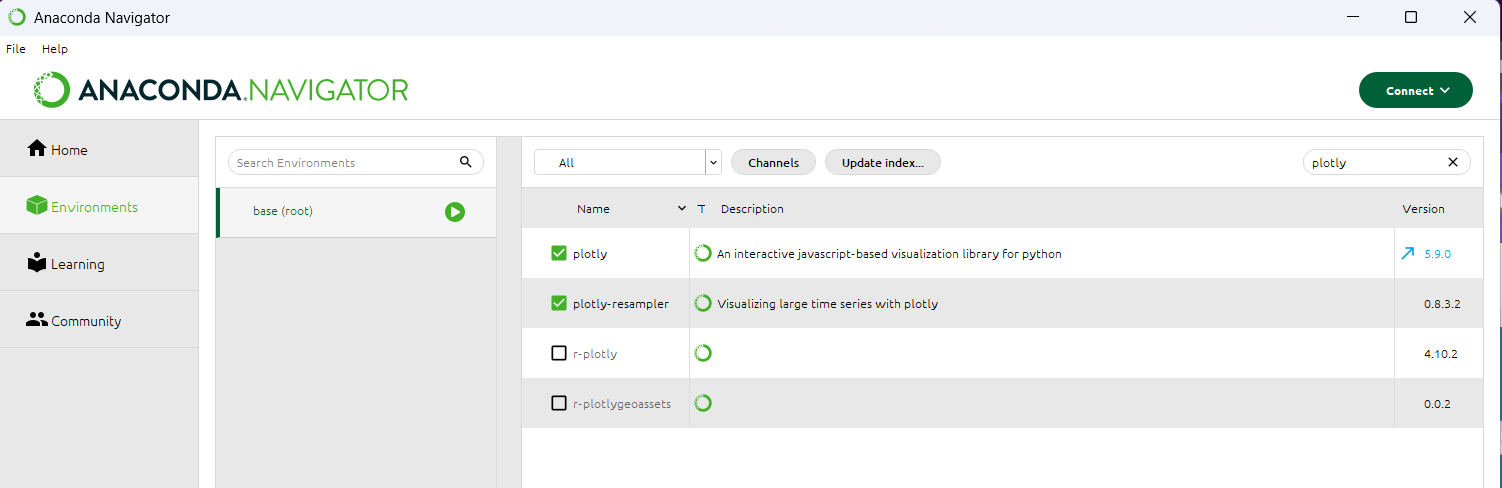 Anaconda Navigator
File Help
ANACONDA.NAVIGATOR
Connect
Home
Environments
Learning
Community
Search Environments
base (root)
All Channels Update index... plotly
Name T Description Version
plotly An interactive javascript-based visualization library for python 5.9.0
plotly-resampler Visualizing large time series with plotly 0.8.3.2
r-plotly 4.10.2
r-plotlygeoassets 0.0.2